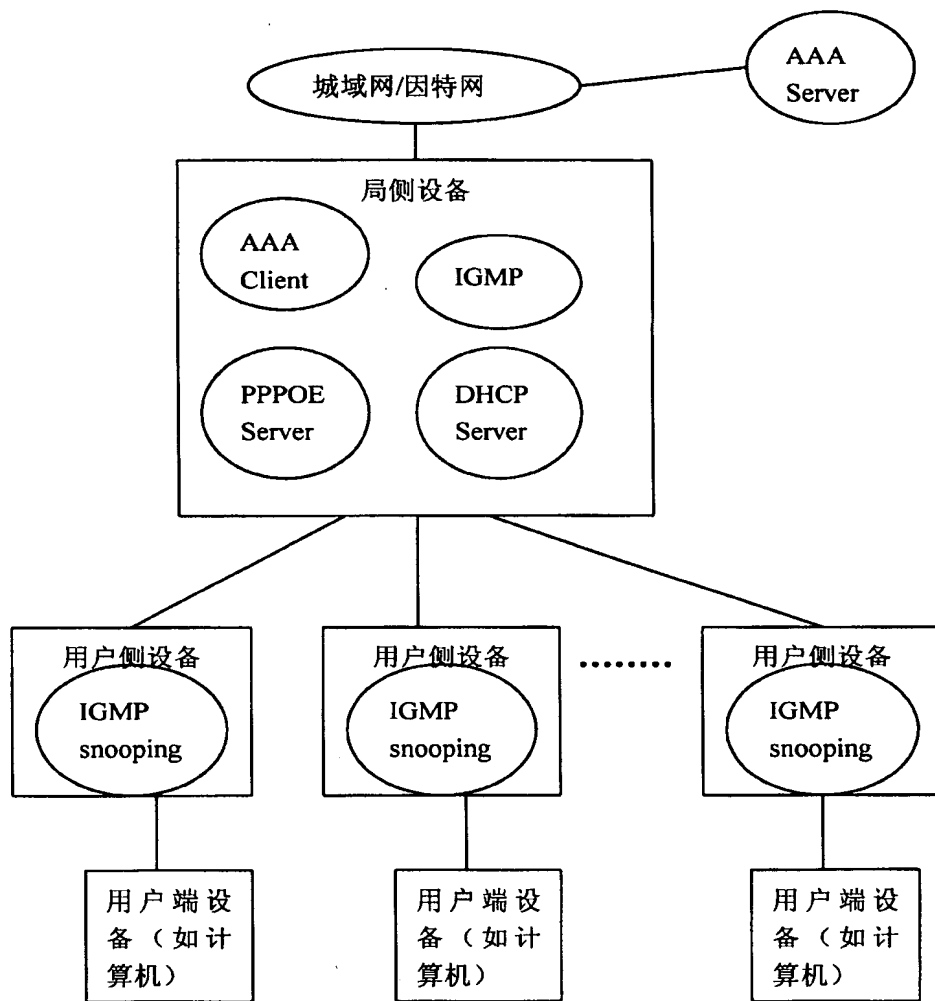 城域网/因特网
AAA
Server
局侧设备
AAA
Client
IGMP
PPPOE
Server
DHCP
Server
用户侧设备
IGMP
snooping
用户侧设备
IGMP
snooping
用户侧设备
IGMP
snooping
用户端设
备（如计
算机）
用户端设
备（如计
算机）
用户端设
备（如计
算机）